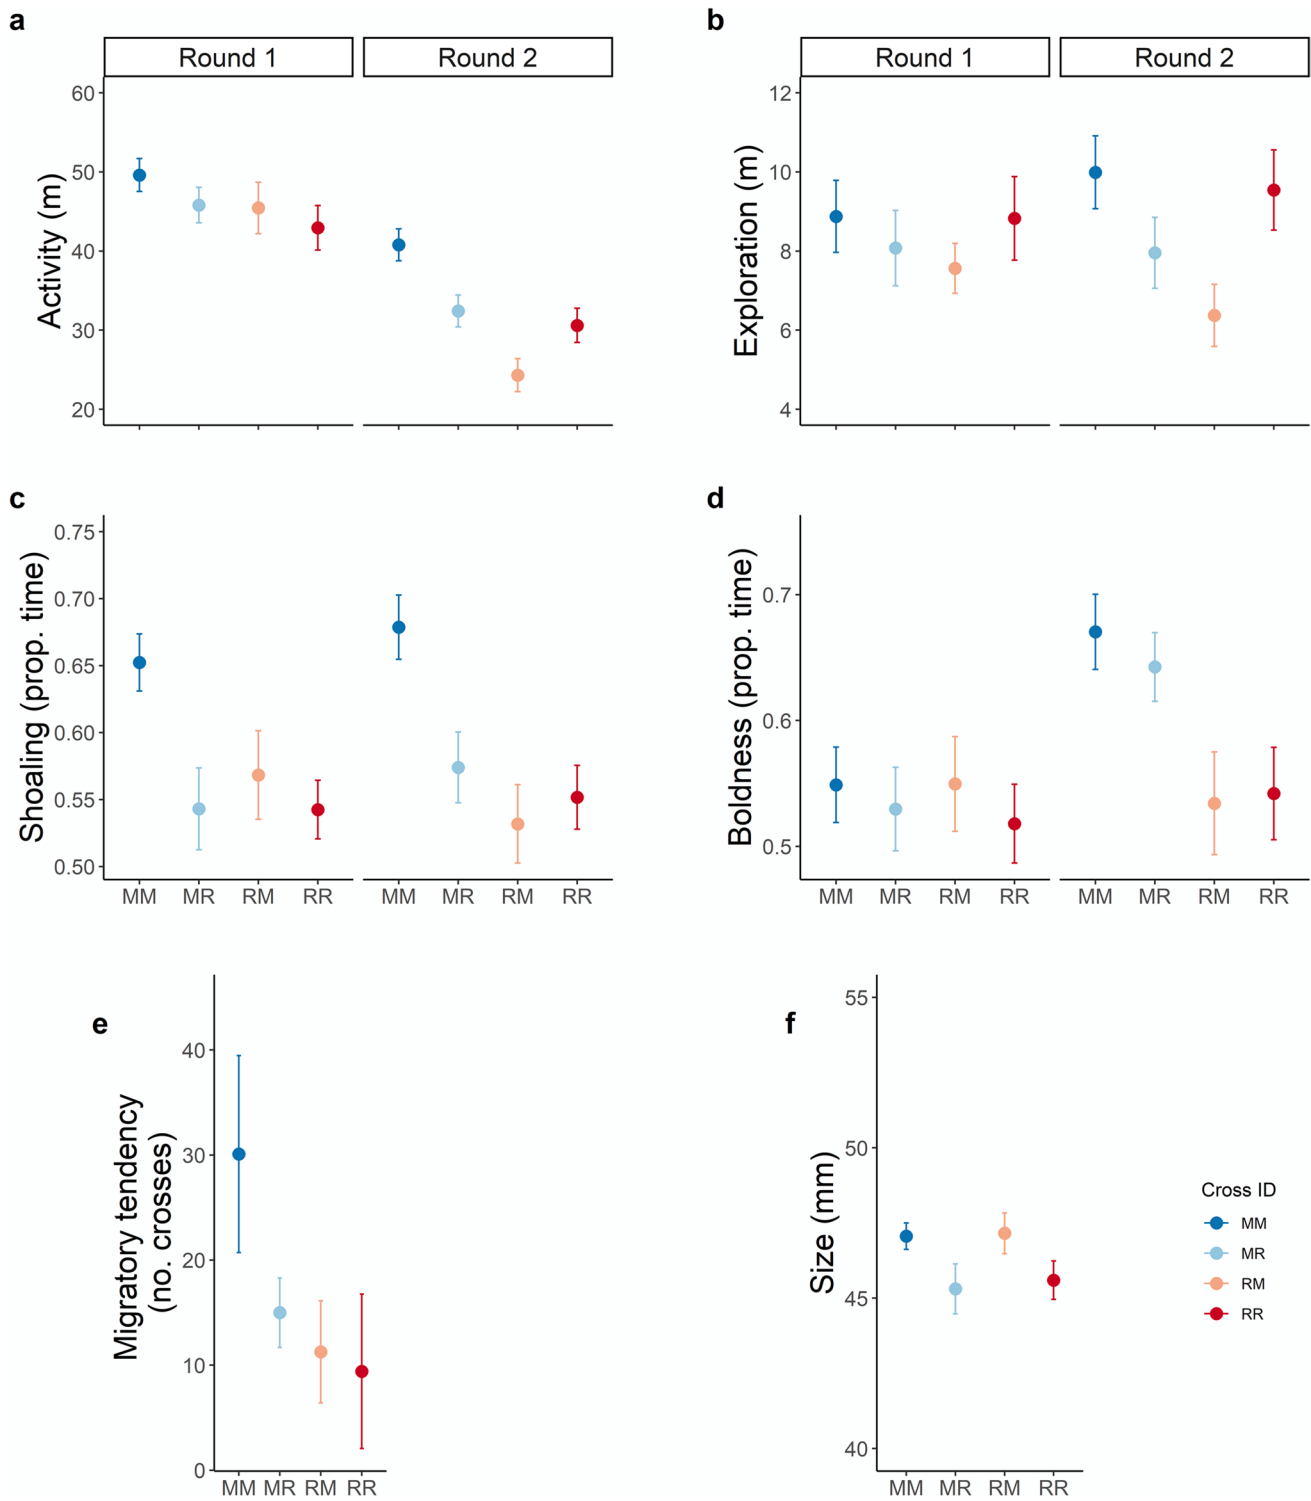 a
Round 1
Round 2
Activity (m)
60
50
40
30
20
b
Round 1
Round 2
Exploration (m)
12
10
8
6
4
c
Shoaling (prop. time)
0.75
0.70
0.65
0.60
0.55
0.50
MM MR RM RR MM MR RM RR
d
Boldness (prop. time)
0.7
0.6
0.5
MM MR RM RR MM MR RM RR
e
Migratory tendency
(no. crosses)
40
30
20
10
0
MM MR RM RR
f
Size (mm)
55
50
45
40
MM MR RM RR
Cross ID
MM
MR
RM
RR